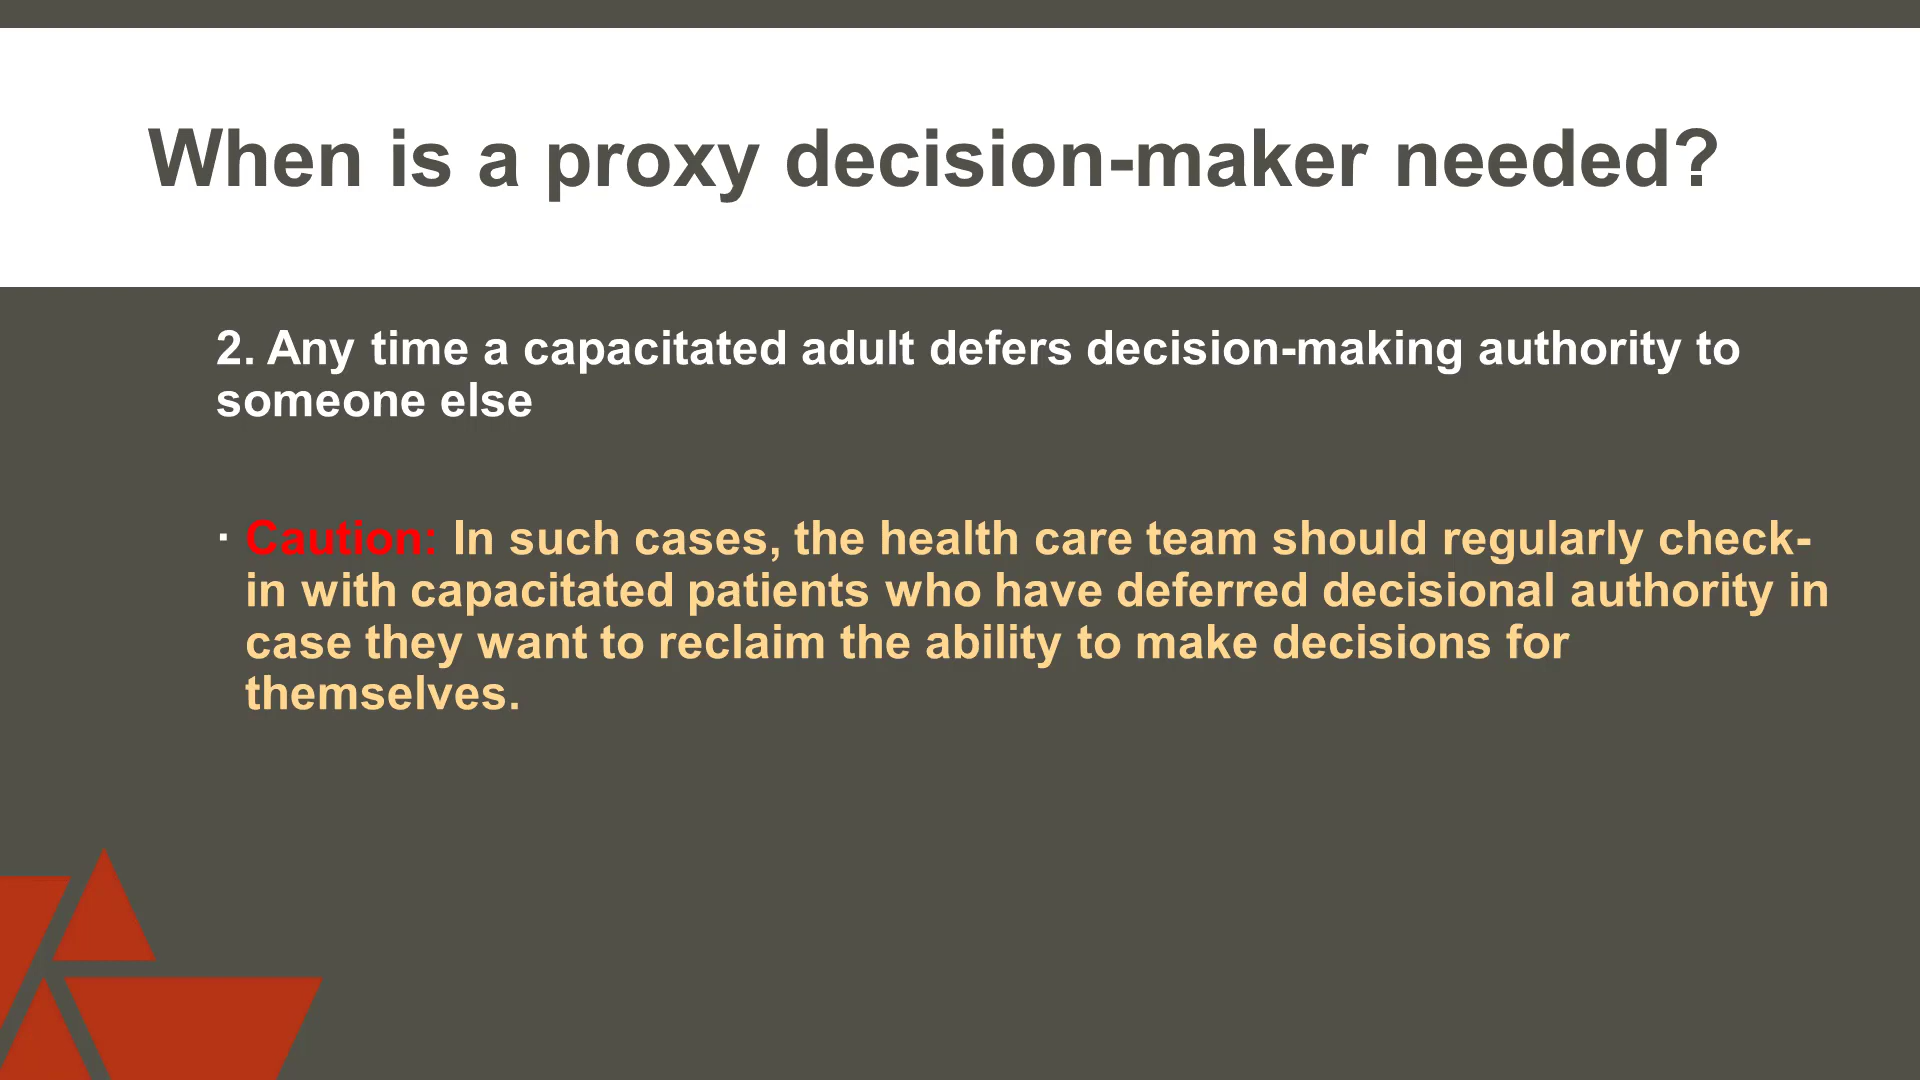 When is a proxy decision-maker needed?
2. Any time a capacitated adult defers decision-making authority to
someone else
· Caution: In such cases, the health care team should regularly check-
in with capacitated patients who have deferred decisional authority in
case they want to reclaim the ability to make decisions for
themselves.